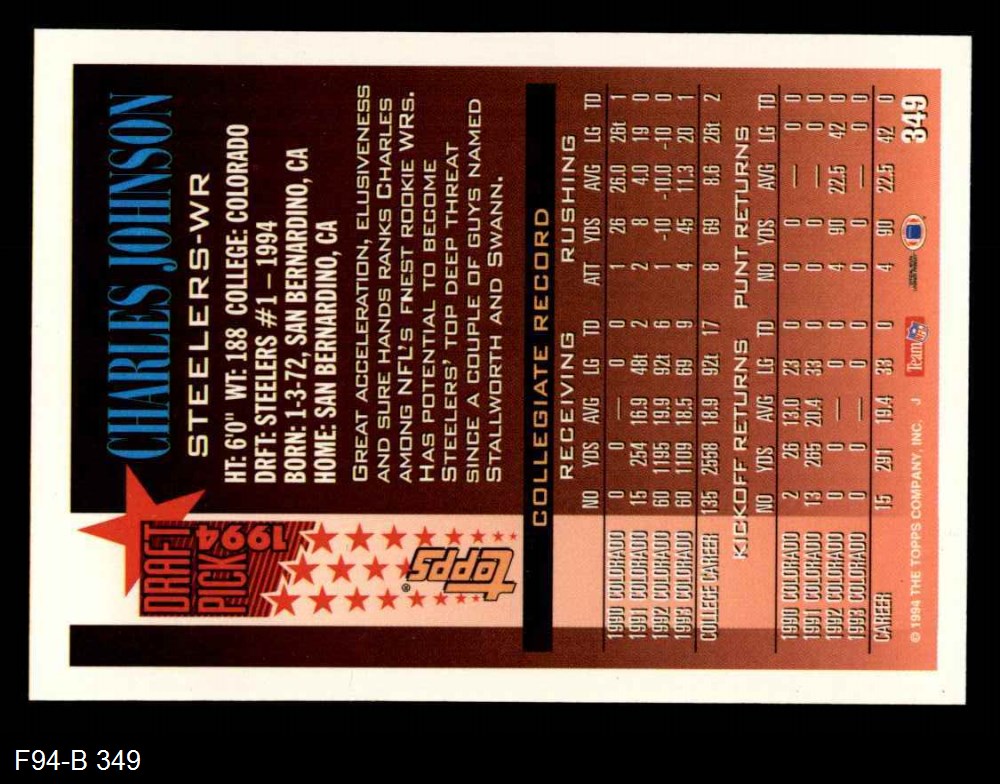 CHARLES JOHNSON
STEELERS-WR
HT: 6'0" WT: 188 COLLEGE: COLORADO
DRFT: STEELERS #1 – 1994
BORN: 1-3-72, SAN BERNARDINO, CA
HOME: SAN BERNARDINO, CA
GREAT ACCELERATION, ELUSIVENESS
AND SURE HANDS RANKS CHARLES
AMONG NFL'S FNEST ROOKIE WRS.
HAS POTENTIAL TO BECOME
STEELERS' TOP DEEP THREAT
SINCE A COUPLE OF GUYS NAMED
STALLWORTH AND SWANN.
DRAFT
PICK
1994
topps®
COLLEGIATE RECORD
RECEIVING RUSHING
NO YDS AVG LG TD ATT YDS AVG LG TD
1990 COLORADO 0 0 — 0 0 1 26 26.0 26t 1
1991 COLORADO 15 254 16.9 48t 2 2 8 4.0 19 0
1992 COLORADO 60 1195 19.9 92t 6 1 -10 -10.0 -10 0
1993 COLORADO 60 1109 18.5 69 9 4 45 11.3 20 1
COLLEGE CAREER 135 2558 18.9 92t 17 8 69 8.6 26t 2
KICKOFF RETURNS PUNT RETURNS
NO YDS AVG LG TD NO YDS AVG LG TD
1990 COLORADO 2 26 13.0 23 0 0 0 — 0 0
1991 COLORADO 13 265 20.4 33 0 0 0 — 0 0
1992 COLORADO 0 0 — 0 0 4 90 22.5 42 0
1993 COLORADO 0 0 — 0 0 0 0 — 0 0
CAREER 15 291 19.4 33 0 4 90 22.5 42 0
© 1994 THE TOPPS COMPANY, INC. J Team NFL 349
F94-B 349